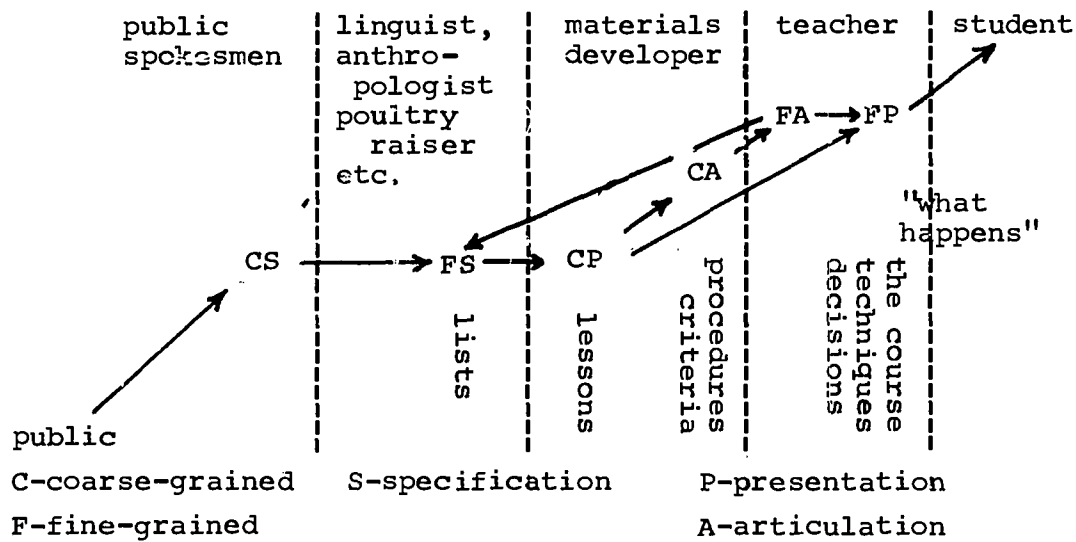 public
spokesmen
linguist,
anthro-
pologist
poultry
raiser
etc.
materials
developer
teacher
student
FA
FP
CA
"what
happens"
CS
FS
CP
lists
lessons
procedures
criteria
the course
techniques
decisions
public
C-coarse-grained S-specification P-presentation
F-fine-grained A-articulation